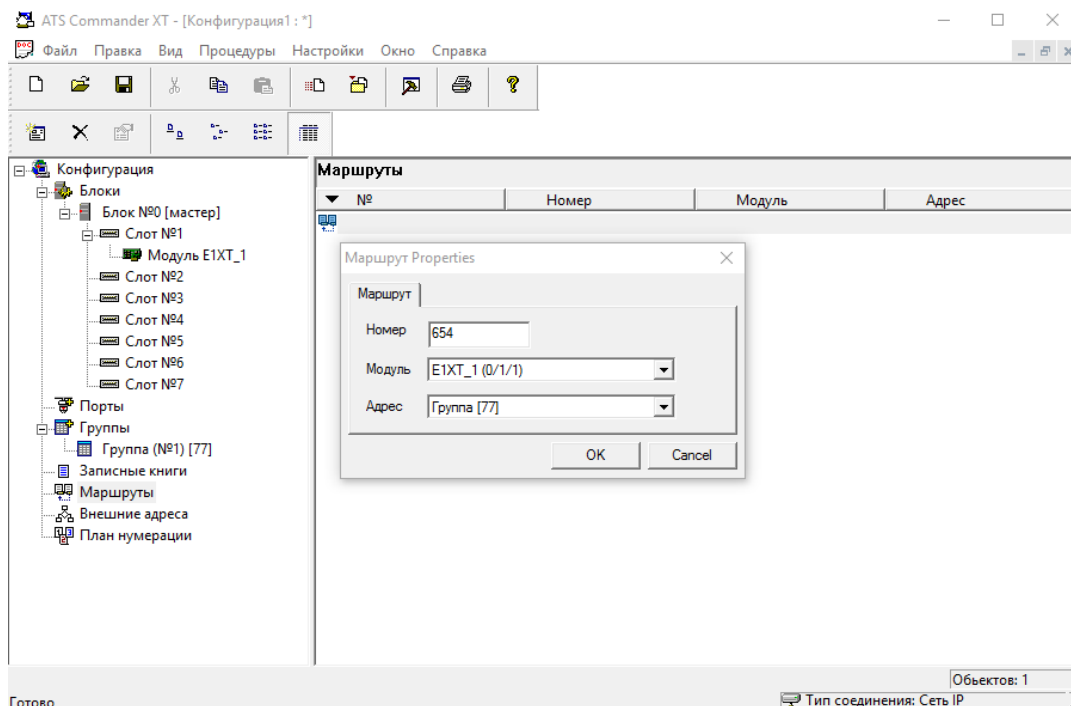 ATS Commander XT - [Конфигурация1 : *]
Файл Правка Вид Процедуры Настройки Окно Справка
Конфигурация
Блоки
Блок №0 [мастер]
Слот №1
Модуль E1XT_1
Слот №2
Слот №3
Слот №4
Слот №5
Слот №6
Слот №7
Порты
Группы
Группа (№1) [77]
Записные книги
Маршруты
Внешние адреса
План нумерации
Маршруты
№ Номер Модуль Адрес
Маршрут Properties
Маршрут
Номер 654
Модуль E1XT_1 (0/1/1)
Адрес Группа [77]
OK Cancel
Обьектов: 1
Готово Тип соединения: Сеть IP